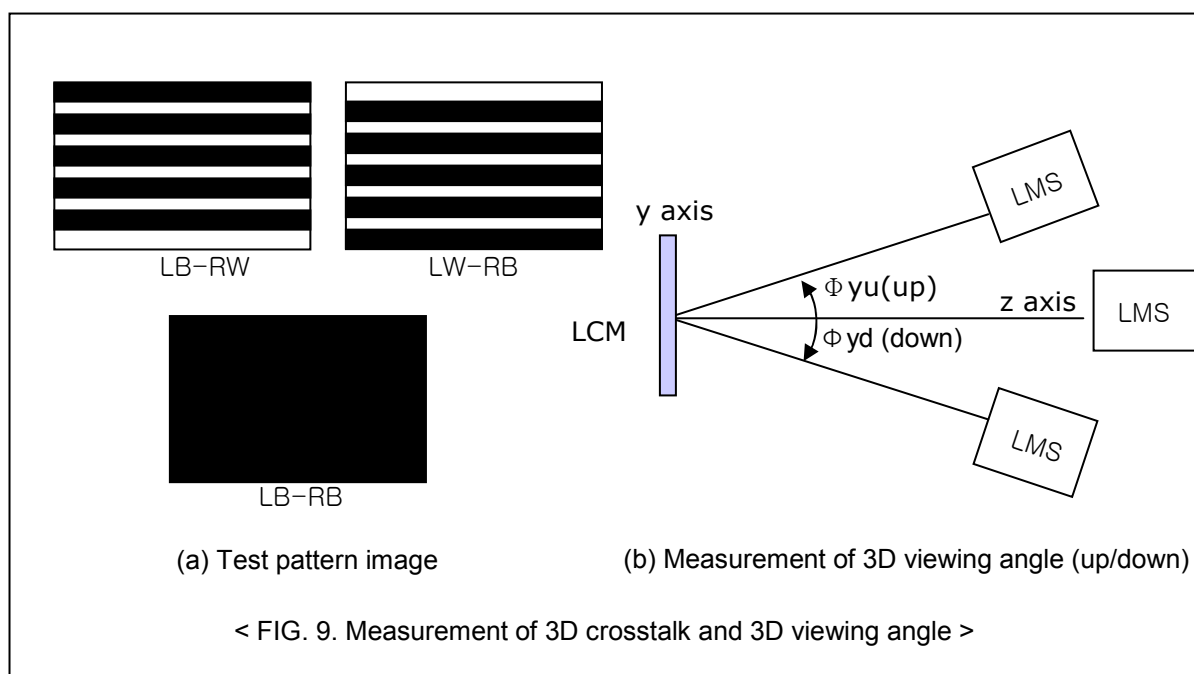 LB-RW
LW-RB
LB-RB
(a) Test pattern image
y axis
LCM
Φ yu(up)
Φ yd (down)
z axis
LMS
LMS
LMS
(b) Measurement of 3D viewing angle (up/down)
< FIG. 9. Measurement of 3D crosstalk and 3D viewing angle >